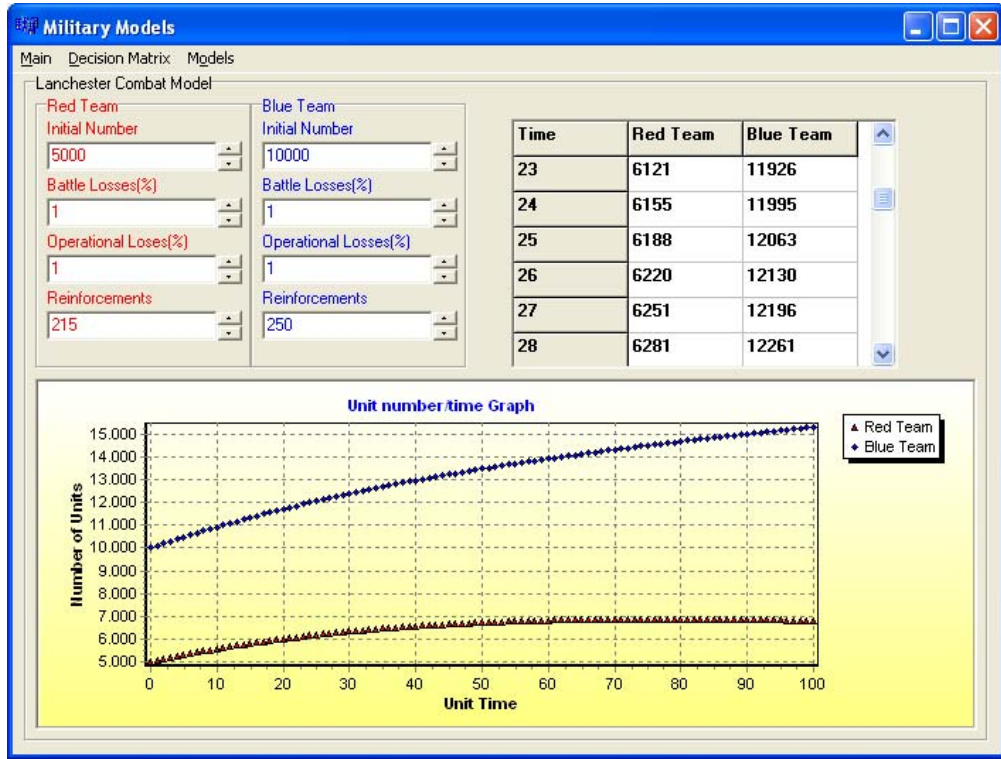 Military Models
Main Decision Matrix Models
Lanchester Combat Model
Red Team
Initial Number
5000
Battle Losses(%)
1
Operational Loses(%)
1
Reinforcements
215
Blue Team
Initial Number
10000
Battle Losses(%)
1
Operational Losses(%)
1
Reinforcements
250
Time Red Team Blue Team
23 6121 11926
24 6155 11995
25 6188 12063
26 6220 12130
27 6251 12196
28 6281 12261
Unit number/time Graph
Number of Units
15.000
14.000
13.000
12.000
11.000
10.000
9.000
8.000
7.000
6.000
5.000
0 10 20 30 40 50 60 70 80 90 100
Unit Time
Red Team
Blue Team